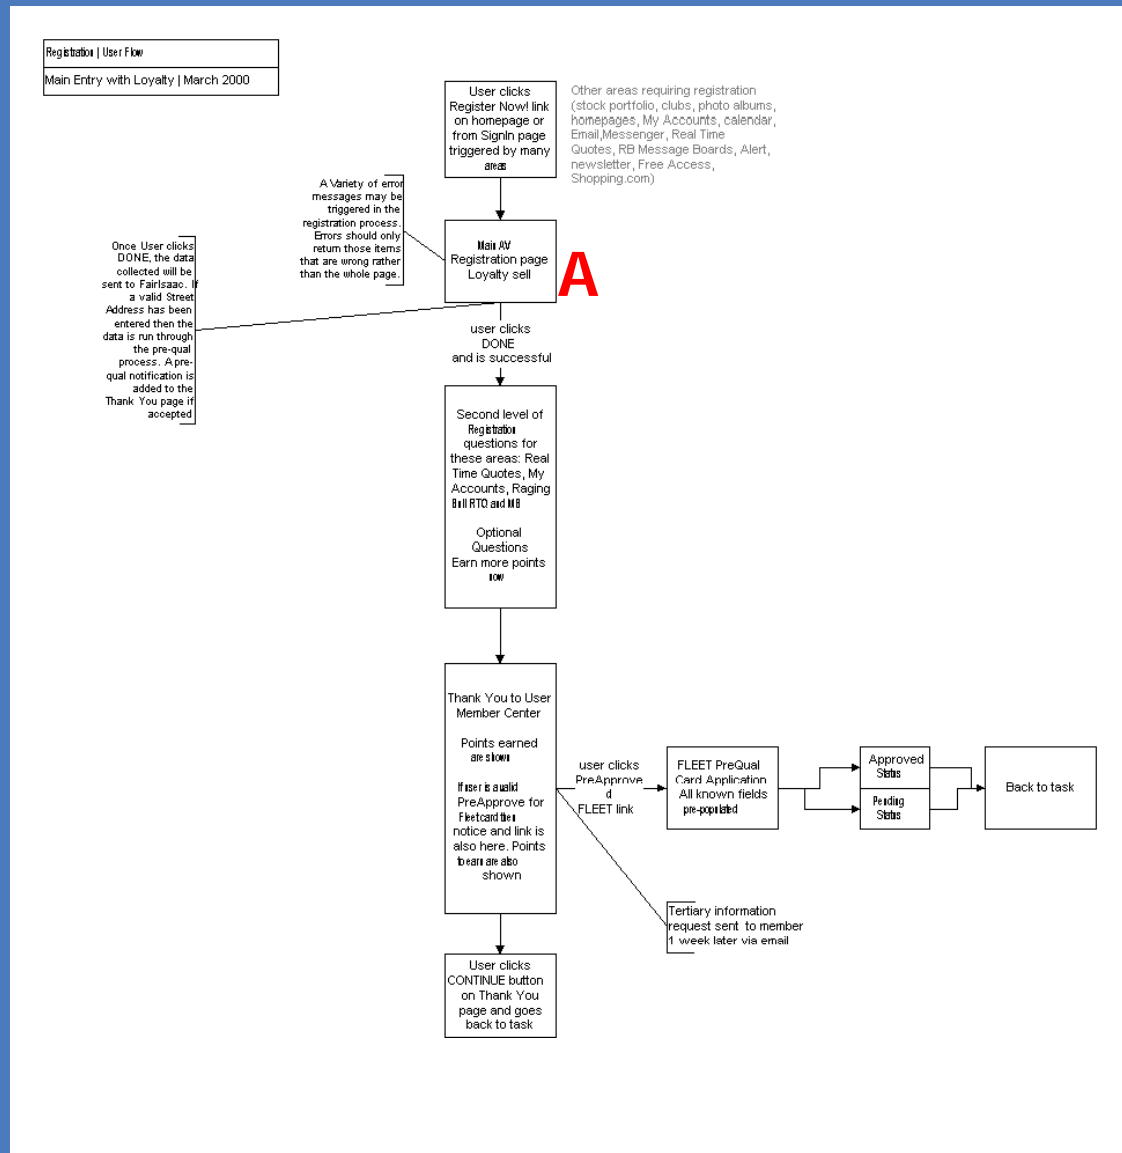 Registration | User Flow
Main Entry with Loyalty | March 2000
User clicks
Register Now! link
on homepage or
from SignIn page
triggered by many
areas
Other areas requiring registration
(stock portfolio, clubs, photo albums,
homepages, My Accounts, calendar,
Email,Messenger, Real Time
Quotes, RB Message Boards, Alert,
newsletter, Free Access,
Shopping.com)
A Variety of error
messages may be
triggered in the
registration process.
Errors should only
return those items
that are wrong rather
than the whole page.
Main AV
Registration page
Loyalty sell
A
Once User clicks
DONE, the data
collected will be
sent to FairIsaac. If
a valid Street
Address has been
entered then the
data is run through
the pre-qual
process. A pre-
qual notification is
added to the
Thank You page if
accepted
user clicks
DONE
and is successful
Second level of
Registration
questions for
these areas: Real
Time Quotes, My
Accounts, Raging
Bull RTQ and MB
Optional
Questions
Earn more points
now
Thank You to User
Member Center
Points earned
are shown
If user is a valid
PreApprove for
Fleet card then
notice and link is
also here. Points
to earn are also
shown
user clicks
PreApprove
d
FLEET link
FLEET PreQual
Card Application
All known fields
pre-populated
Approved
Status
Pending
Status
Back to task
Tertiary information
request sent to member
1 week later via email
User clicks
CONTINUE button
on Thank You
page and goes
back to task